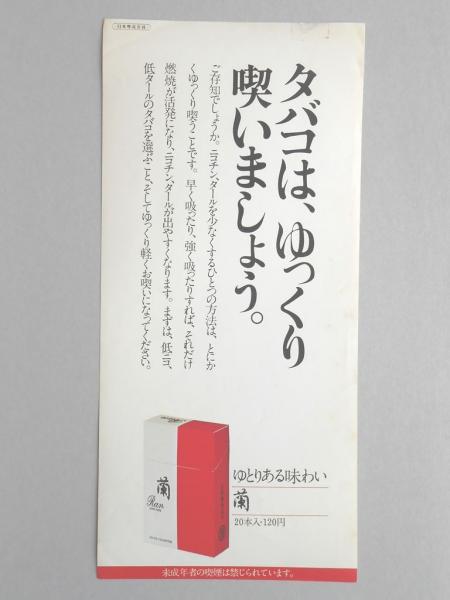 日本専売公社
タバコは、ゆっくり
喫いましょう。
ご存知でしょうか。ニコチン、タールを少なくするひとつの方法は、とにか
くゆっくり喫うことです。早く吸ったり、強く吸ったりすれば、それだけ
燃焼が活発になり、ニコチン、タールが出やすくなります。まずは、低ニコ、
低タールのタバコを選ぶこと、そしてゆっくり軽くお喫いになってください。
蘭
Ran
ゆとりある味わい
蘭
20本入・120円
未成年者の喫煙は禁じられています。